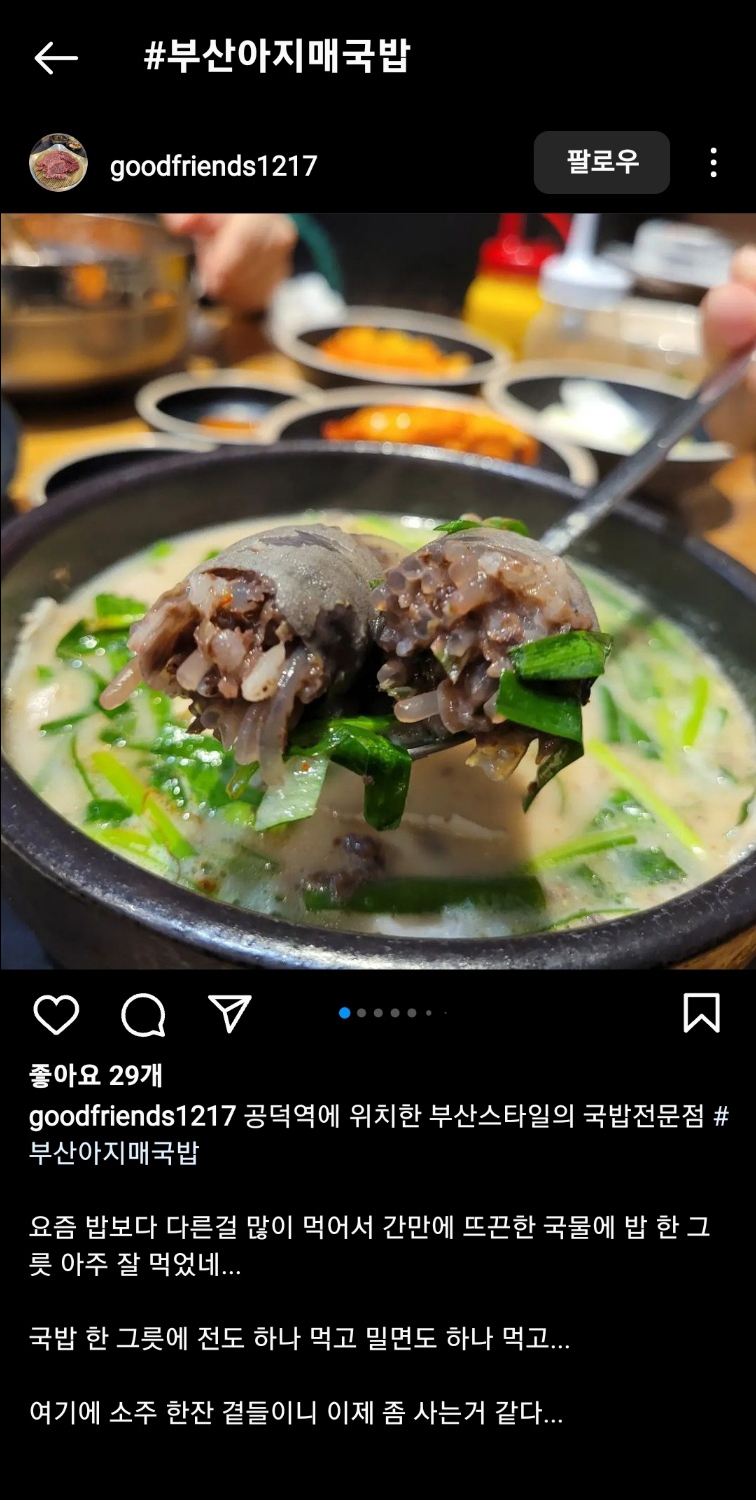 #부산아지매국밥
goodfriends1217
팔로우
좋아요 29개
goodfriends1217 공덕역에 위치한 부산스타일의 국밥전문점 #
부산아지매국밥
요즘 밥보다 다른걸 많이 먹어서 간만에 뜨끈한 국물에 밥 한 그
릇 아주 잘 먹었네...
국밥 한 그릇에 전도 하나 먹고 밀면도 하나 먹고...
여기에 소주 한잔 곁들이니 이제 좀 사는거 같다...